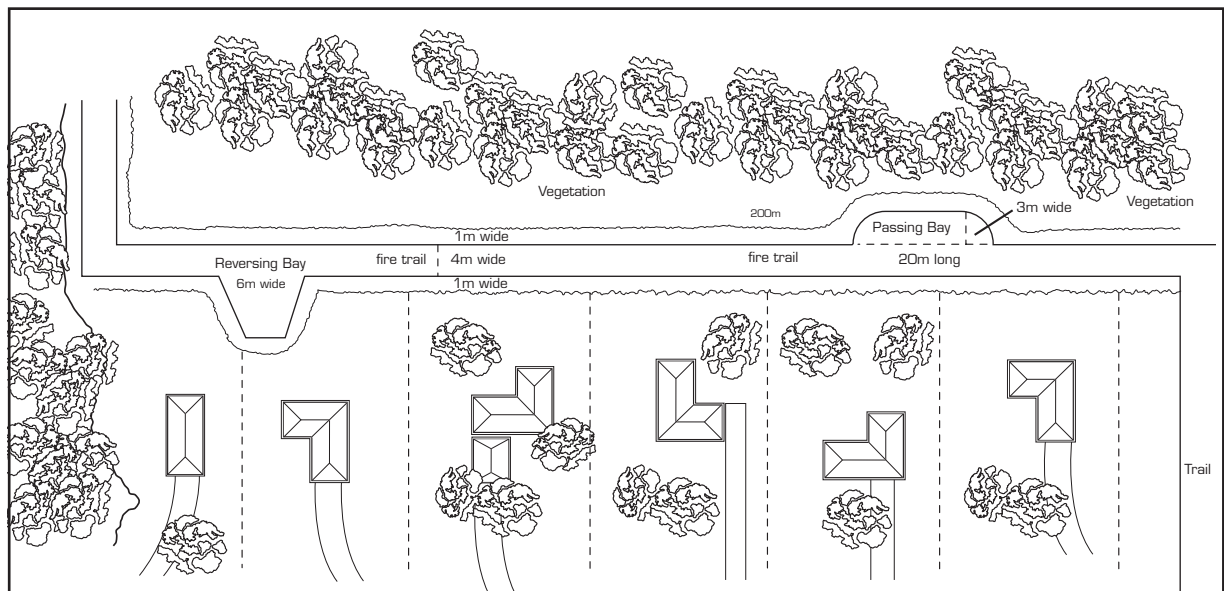 Vegetation
3m wide
Vegetation
200m
Passing Bay
1m wide
Reversing Bay
fire trail
4m wide
fire trail
20m long
6m wide
1m wide
Trail